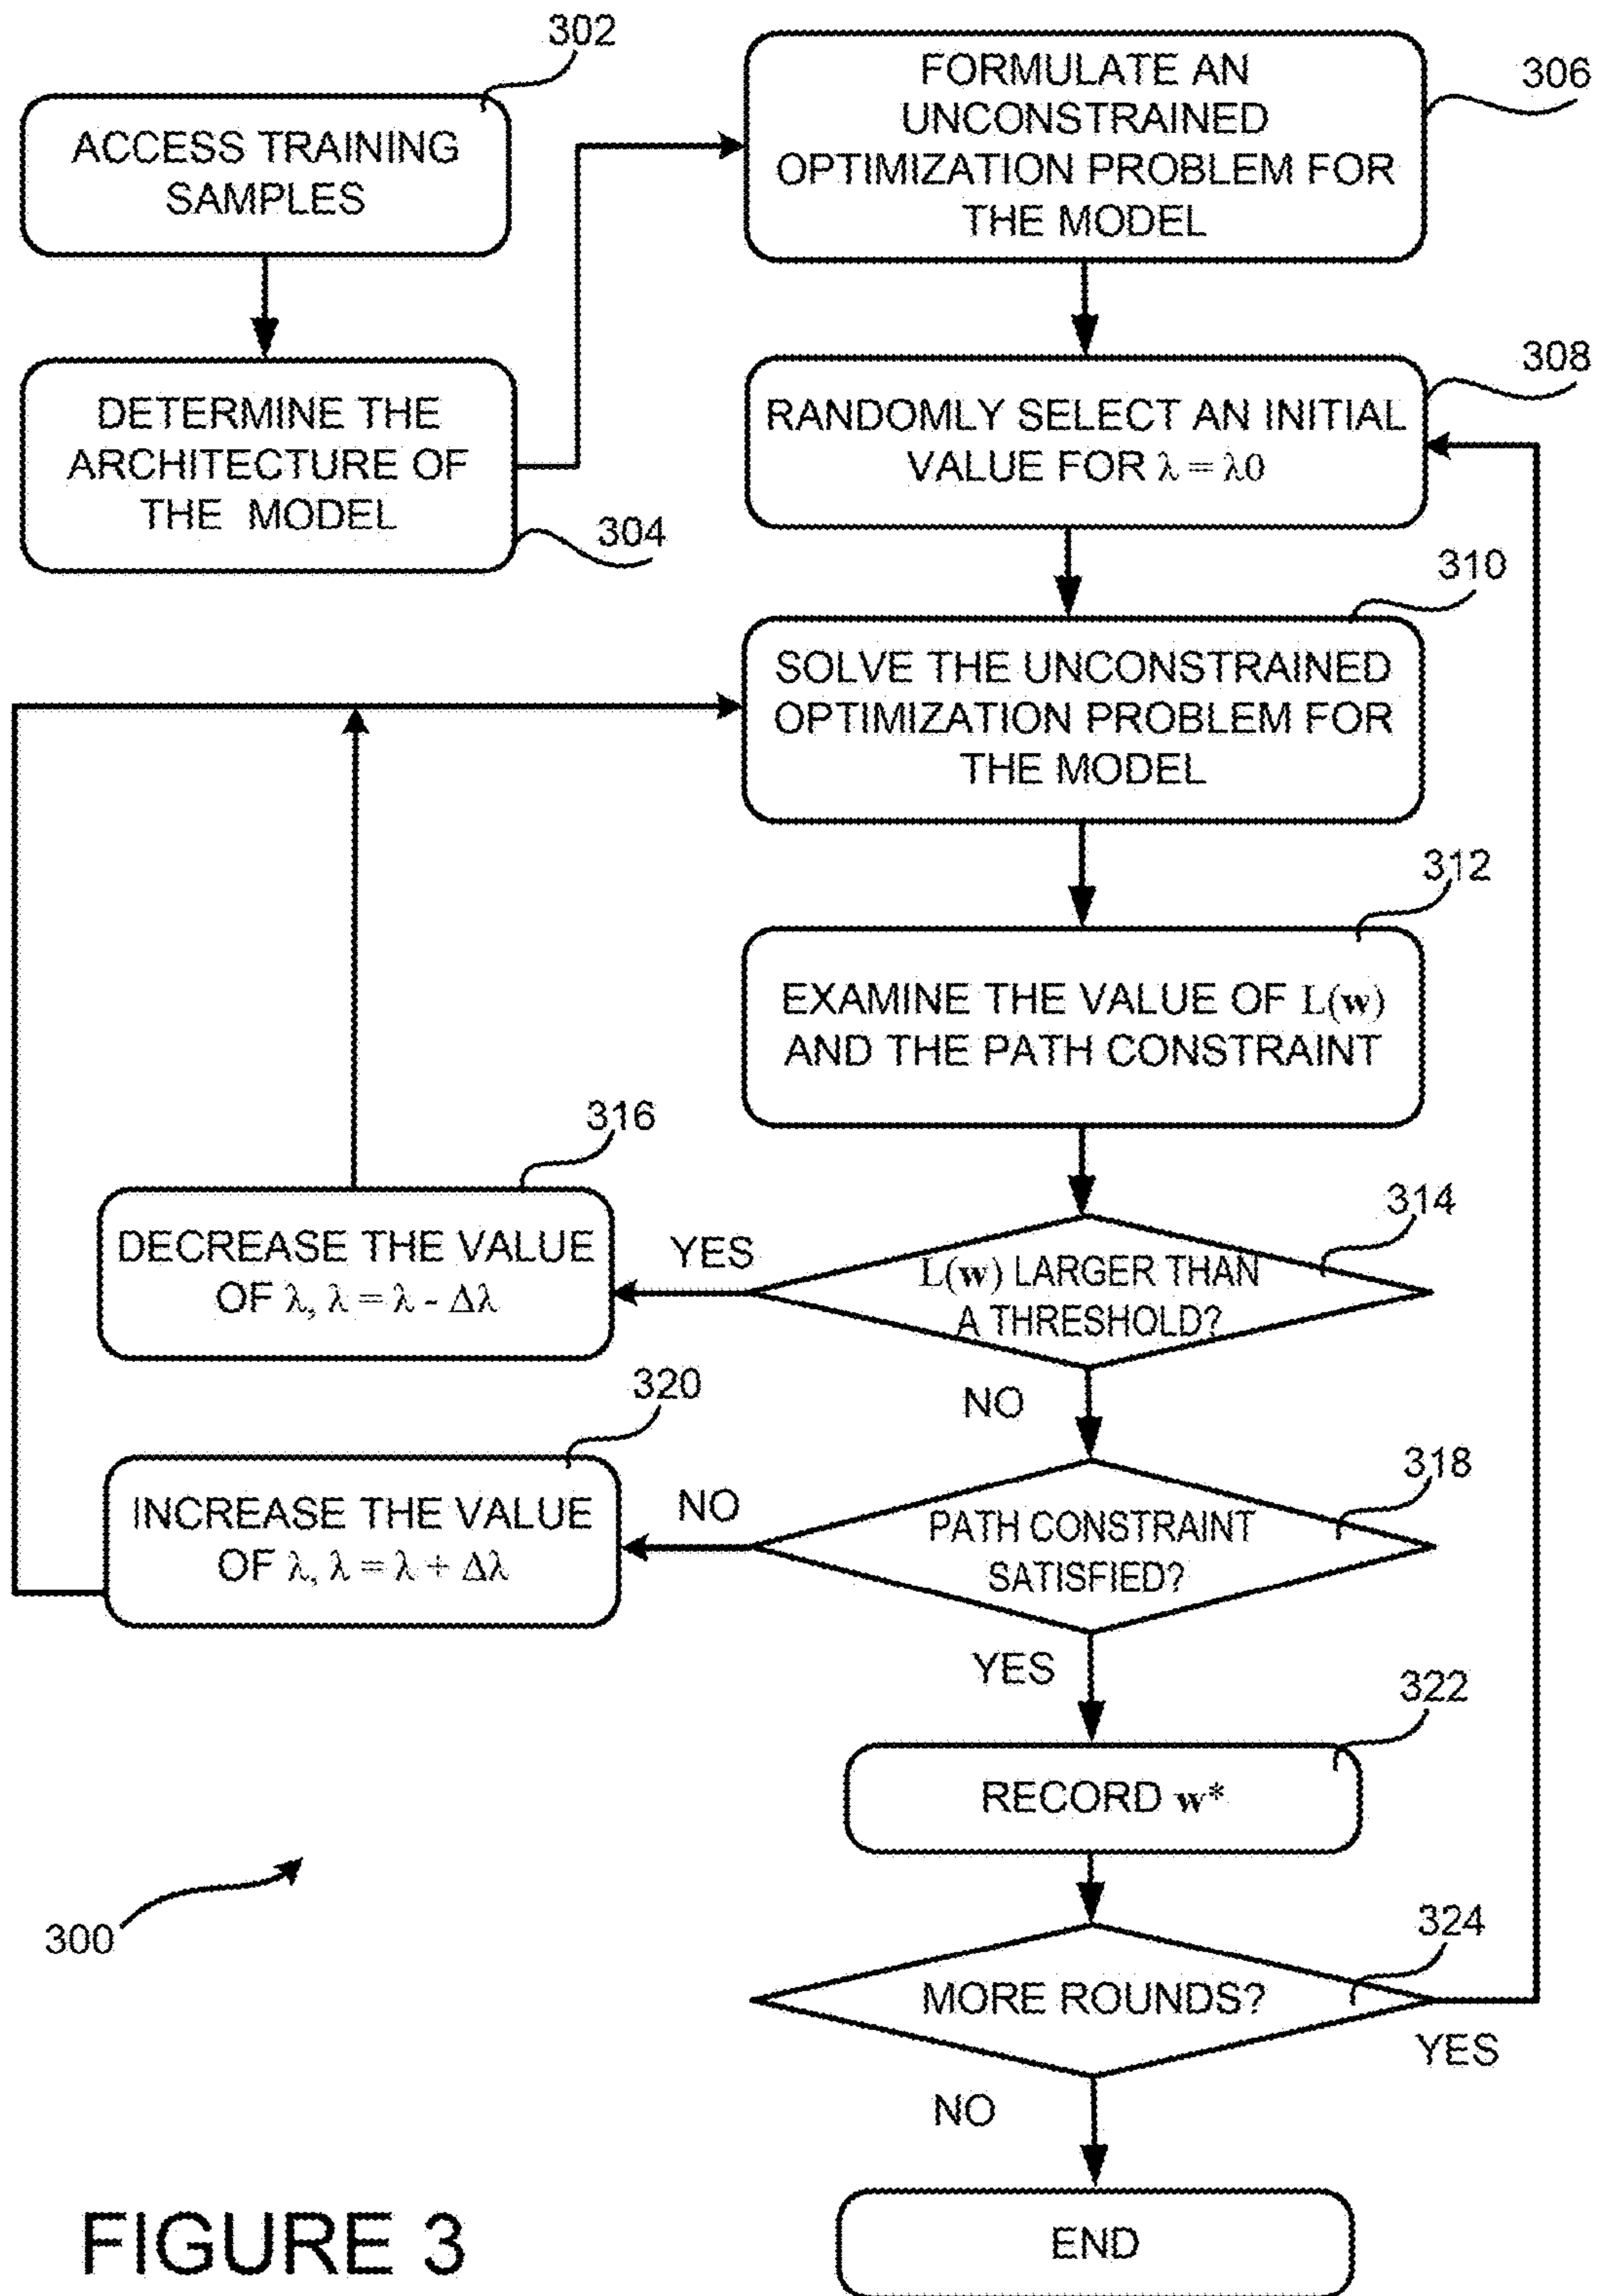 302
ACCESS TRAINING
SAMPLES
DETERMINE THE
ARCHITECTURE OF
THE MODEL
304
FORMULATE AN
UNCONSTRAINED
OPTIMIZATION PROBLEM FOR
THE MODEL
306
308
RANDOMLY SELECT AN INITIAL
VALUE FOR λ = λ0
310
SOLVE THE UNCONSTRAINED
OPTIMIZATION PROBLEM FOR
THE MODEL
312
EXAMINE THE VALUE OF L(w)
AND THE PATH CONSTRAINT
314
L(w) LARGER THAN
A THRESHOLD?
YES
316
DECREASE THE VALUE
OF λ, λ = λ - Δλ
NO
318
PATH CONSTRAINT
SATISFIED?
NO
320
INCREASE THE VALUE
OF λ, λ = λ + Δλ
YES
322
RECORD w*
324
MORE ROUNDS?
YES
NO
END
300
FIGURE 3